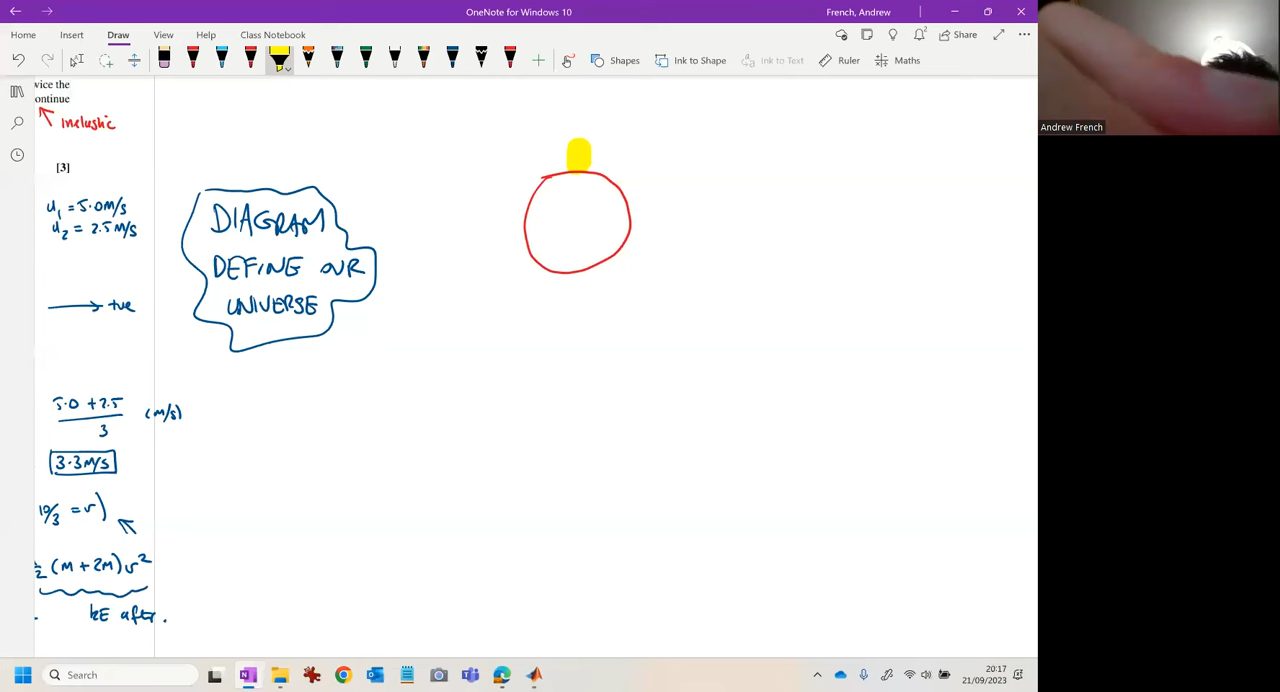 OneNote for Windows 10
French, Andrew
Home
Insert
Draw
View
Help
Class Notebook
Share
Shapes
Ink to Shape
Ink to Text
Ruler
Maths
Andrew French
vice the
ontinue
Inelastic
[3]
u1 = 5.0m/s
u2 = 2.5m/s
+ve
5.0 + 2.5
3
(m/s)
3.3m/s
10/3 = v)
1/2 (m + 2m) v²
KE after.
DIAGRAM
DEFINE OUR
UNIVERSE
Search
20:17
21/09/2023